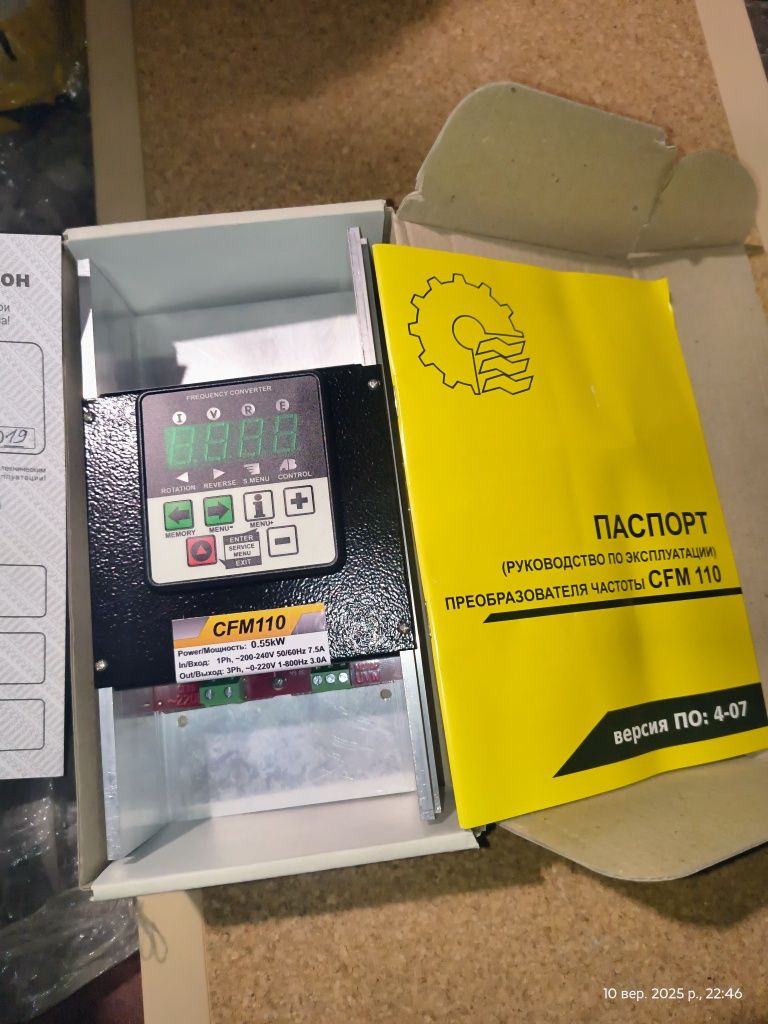 он
019
FREQUENCY CONVERTER
I V R E
8.8.8.8
ROTATION REVERSE S.MENU CONTROL
MEMORY MENU- MENU+
ENTER
SERVICE
MENU
EXIT
CFM110
Power/Мощность: 0.55kW
In/Вход: 1Ph, ~200-240V 50/60Hz 7.5A
Out/Выход: 3Ph, ~0-220V 1-800Hz 3.0A
ПАСПОРТ
(РУКОВОДСТВО ПО ЭКСПЛУАТАЦИИ)
ПРЕОБРАЗОВАТЕЛЯ ЧАСТОТЫ CFM 110
версия ПО: 4-07
10 вер. 2025 р., 22:46